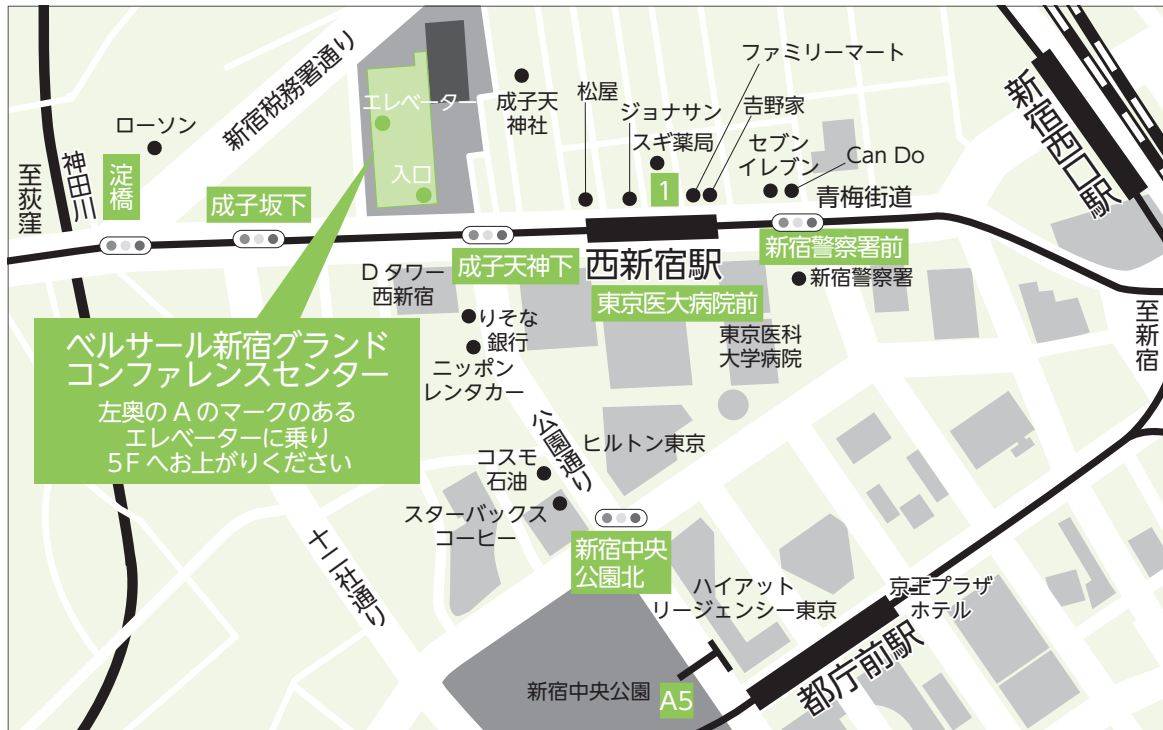 ファミリーマート
松屋
ジョナサン
吉野家
スギ薬局
セブン
イレブン
Can Do
1
青梅街道
新宿西口駅
成子天
神社
エレベーター
入口
新宿税務署通り
ローソン
神田川
至荻窪
淀橋
成子坂下
成子天神下
西新宿駅
新宿警察署前
新宿警察署
東京医大病院前
東京医科
大学病院
至新宿
D タワー
西新宿
りそな
銀行
ニッポン
レンタカー
ベルサール新宿グランド
コンファレンスセンター
左奥の A のマークのある
エレベーターに乗り
5F へお上がりください
公園通り
ヒルトン東京
コスモ
石油
スターバックス
コーヒー
新宿中央
公園北
十二社通り
ハイアット
リージェンシー東京
京王プラザ
ホテル
都庁前駅
新宿中央公園
A5